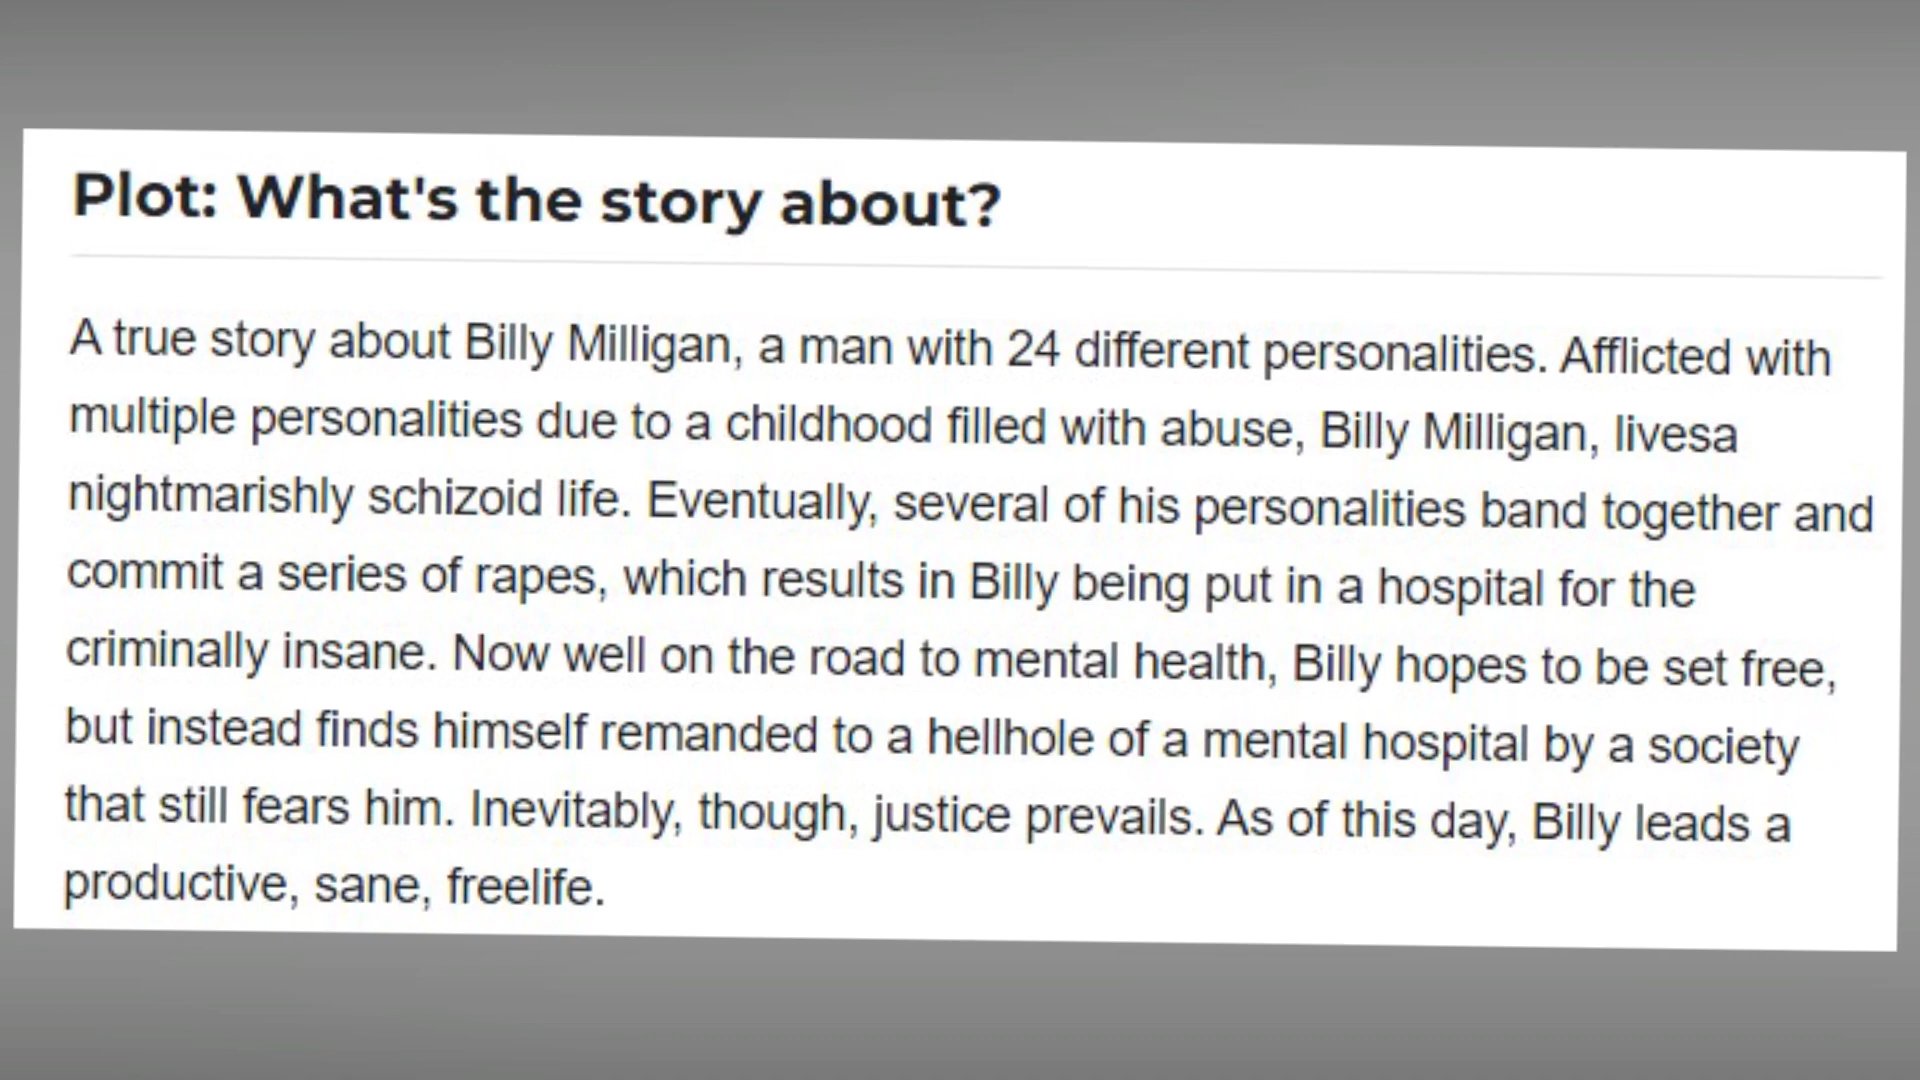 Plot: What's the story about?
A true story about Billy Milligan, a man with 24 different personalities. Afflicted with
multiple personalities due to a childhood filled with abuse, Billy Milligan, livesa
nightmarishly schizoid life. Eventually, several of his personalities band together and
commit a series of rapes, which results in Billy being put in a hospital for the
criminally insane. Now well on the road to mental health, Billy hopes to be set free,
but instead finds himself remanded to a hellhole of a mental hospital by a society
that still fears him. Inevitably, though, justice prevails. As of this day, Billy leads a
productive, sane, freelife.